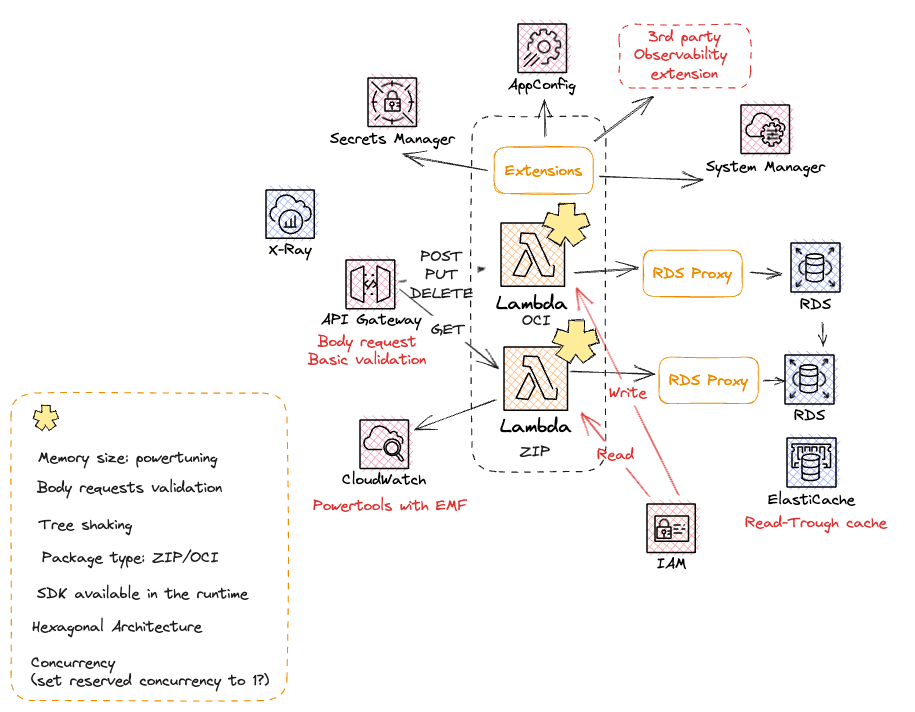 3rd party
Observability
extension
AppConfig
Secrets Manager
System Manager
Extensions
X-Ray
POST
PUT
DELETE
API Gateway
Body request
Basic validation
GET
Lambda
OCI
RDS Proxy
RDS
Lambda
ZIP
RDS Proxy
RDS
Write
Read
CloudWatch
Powertools with EMF
ElastiCache
Read-Trough cache
IAM
Memory size: powertuning
Body requests validation
Tree shaking
Package type: ZIP/OCI
SDK available in the runtime
Hexagonal Architecture
Concurrency
(set reserved concurrency to 1?)